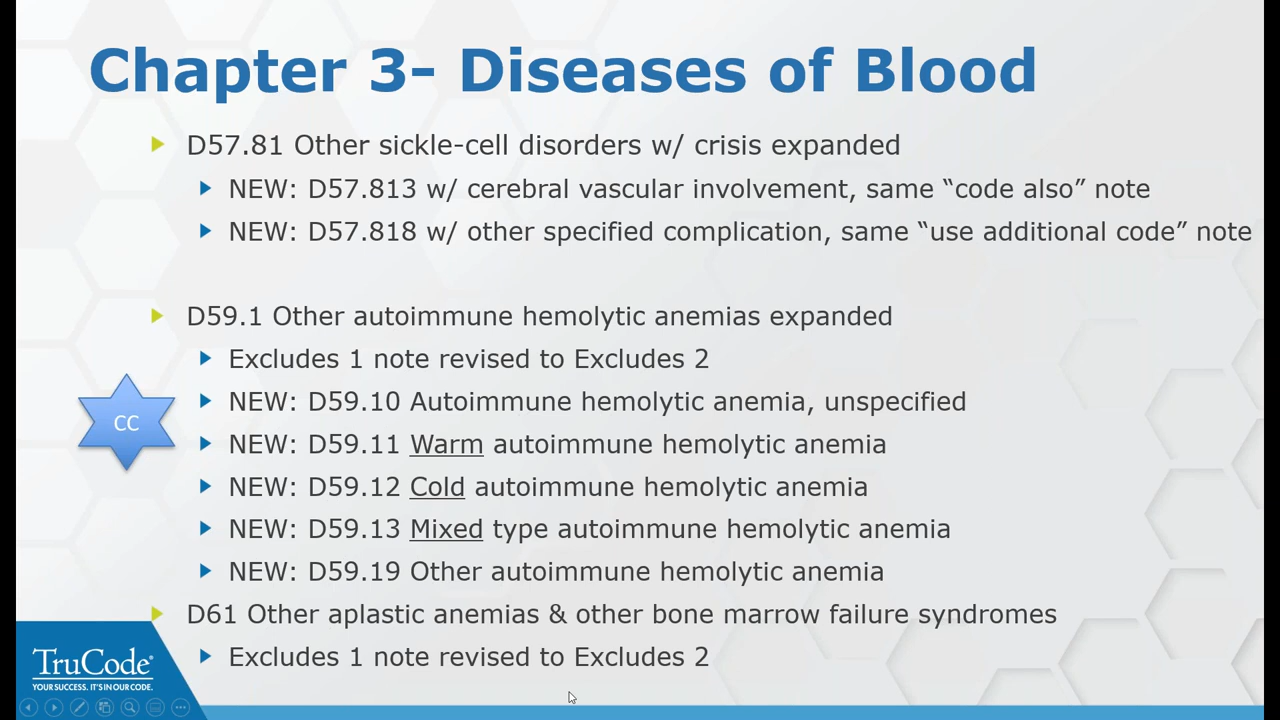 Chapter 3- Diseases of Blood
D57.81 Other sickle-cell disorders w/ crisis expanded
NEW: D57.813 w/ cerebral vascular involvement, same “code also” note
NEW: D57.818 w/ other specified complication, same “use additional code” note
D59.1 Other autoimmune hemolytic anemias expanded
Excludes 1 note revised to Excludes 2
NEW: D59.10 Autoimmune hemolytic anemia, unspecified
CC
NEW: D59.11 Warm autoimmune hemolytic anemia
NEW: D59.12 Cold autoimmune hemolytic anemia
NEW: D59.13 Mixed type autoimmune hemolytic anemia
NEW: D59.19 Other autoimmune hemolytic anemia
D61 Other aplastic anemias & other bone marrow failure syndromes
Excludes 1 note revised to Excludes 2
TruCode®
YOUR SUCCESS. IT'S IN OUR CODE.